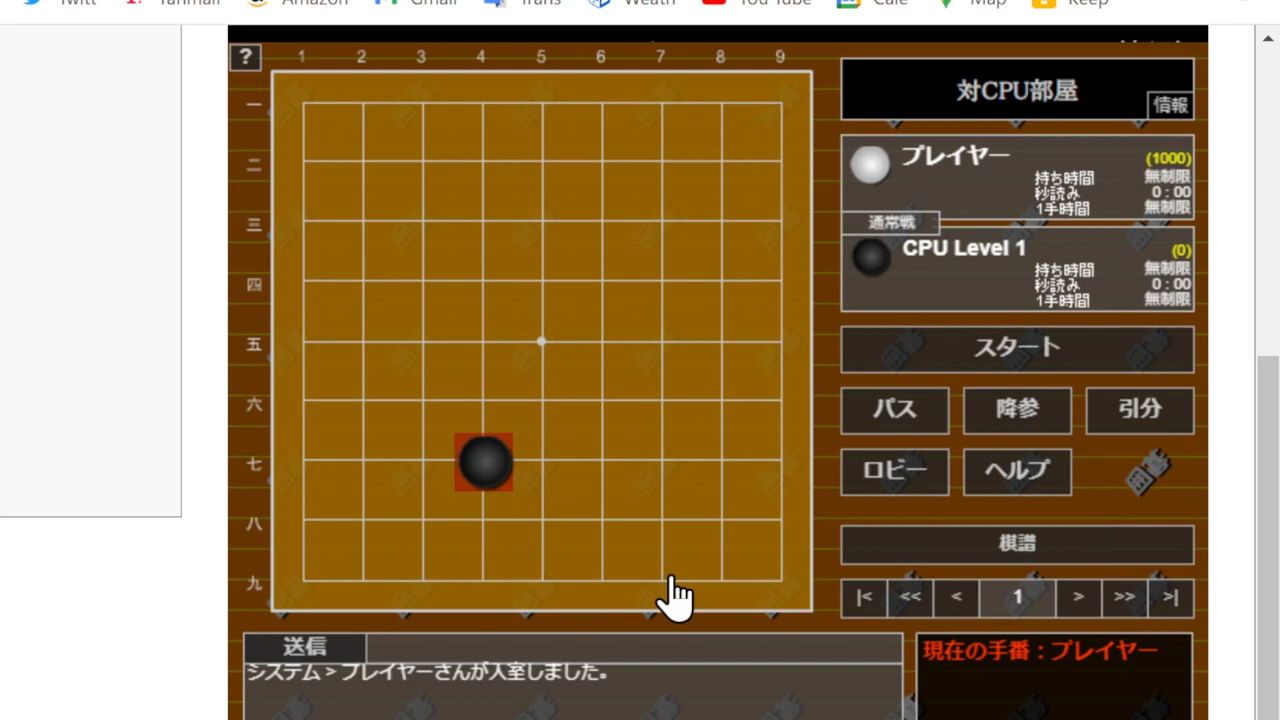 Twitt Tanmall Amazon Gmail Trans Weath You Tube Cale Map Keep
?
1 2 3 4 5 6 7 8 9
一
二
三
四
五
六
七
八
九
対CPU部屋
情報
プレイヤー (1000)
持ち時間 無制限
秒読み 0:00
1手時間 無制限
通常戦
CPU Level 1 (0)
持ち時間 無制限
秒読み 0:00
1手時間 無制限
スタート
パス 降参 引分
ロビー ヘルプ
棋譜
|< << < 1 > >> >|
送信
システム > プレイヤーさんが入室しました。
現在の手番：プレイヤー